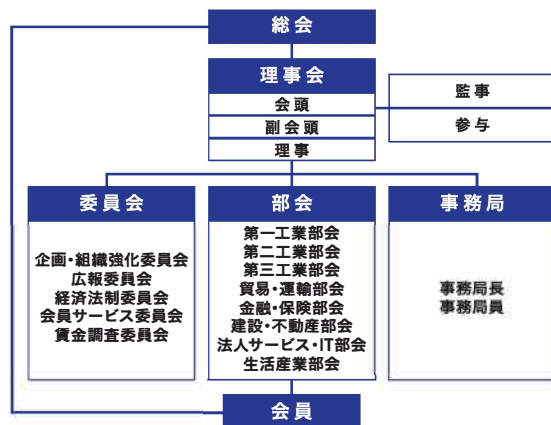 総会
理事会
会頭
副会頭
理事
監事
参与
委員会
企画・組織強化委員会
広報委員会
経済法制委員会
会員サービス委員会
賃金調査委員会
部会
第一工業部会
第二工業部会
第三工業部会
貿易・運輸部会
金融・保険部会
建設・不動産部会
法人サービス・IT部会
生活産業部会
事務局
事務局長
事務局員
会員